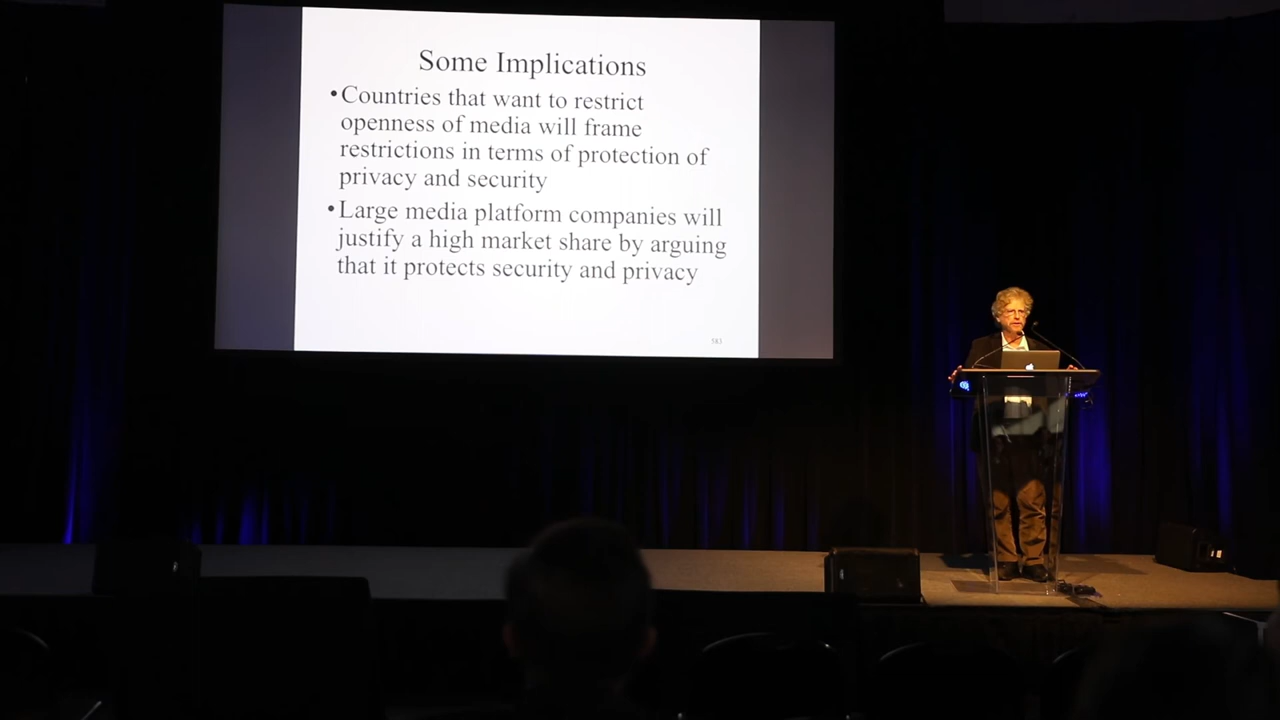 Some Implications
•Countries that want to restrict
openness of media will frame
restrictions in terms of protection of
privacy and security
•Large media platform companies will
justify a high market share by arguing
that it protects security and privacy